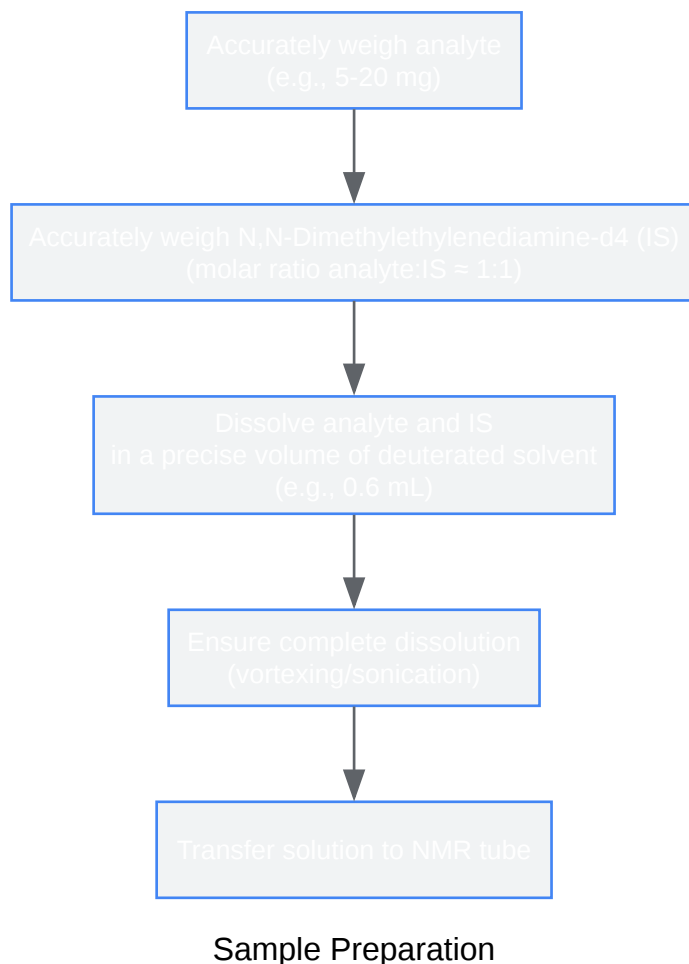 Accurately weigh analyte
(e.g., 5-20 mg)
Accurately weigh N,N-Dimethylethylenediamine-d4 (IS)
(molar ratio analyte:IS ≈ 1:1)
Dissolve analyte and IS
in a precise volume of deuterated solvent
(e.g., 0.6 mL)
Ensure complete dissolution
(vortexing/sonication)
Transfer solution to NMR tube
Sample Preparation